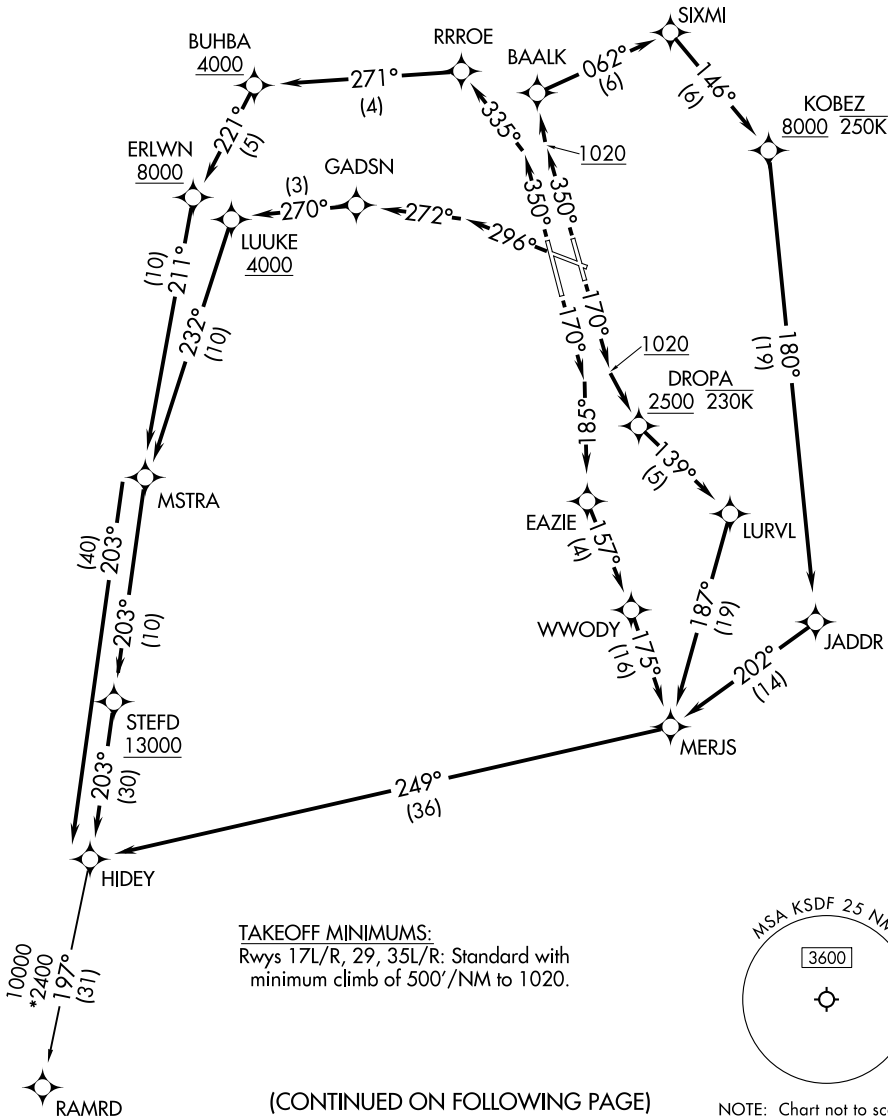 SIXMI
BUHBA
4000
RRROE
BAALK
062°
(6)
271°
(4)
146°
(6)
KOBEZ
8000 250K
221°
(5)
335°
1020
ERLWN
8000
GADSN
(3)
270°
LUUKE
4000
272°
296°
350°
350°
(10)
211°
232°
(10)
170°
170°
1020
180°
(19)
DROPA
2500 230K
185°
139°
(5)
MSTRA
EAZIE
LURVL
157°
(4)
(40)
203°
203°
(10)
187°
(19)
WWODY
175°
(16)
JADDR
202°
(14)
STEFD
13000
MERJS
203°
(30)
249°
(36)
HIDEY
TAKEOFF MINIMUMS:
Rwys 17L/R, 29, 35L/R: Standard with
minimum climb of 500'/NM to 1020.
MSA KSDF 25 NM
3600
10000
*2400
197°
(31)
RAMRD
(CONTINUED ON FOLLOWING PAGE)
NOTE: Chart not to sc